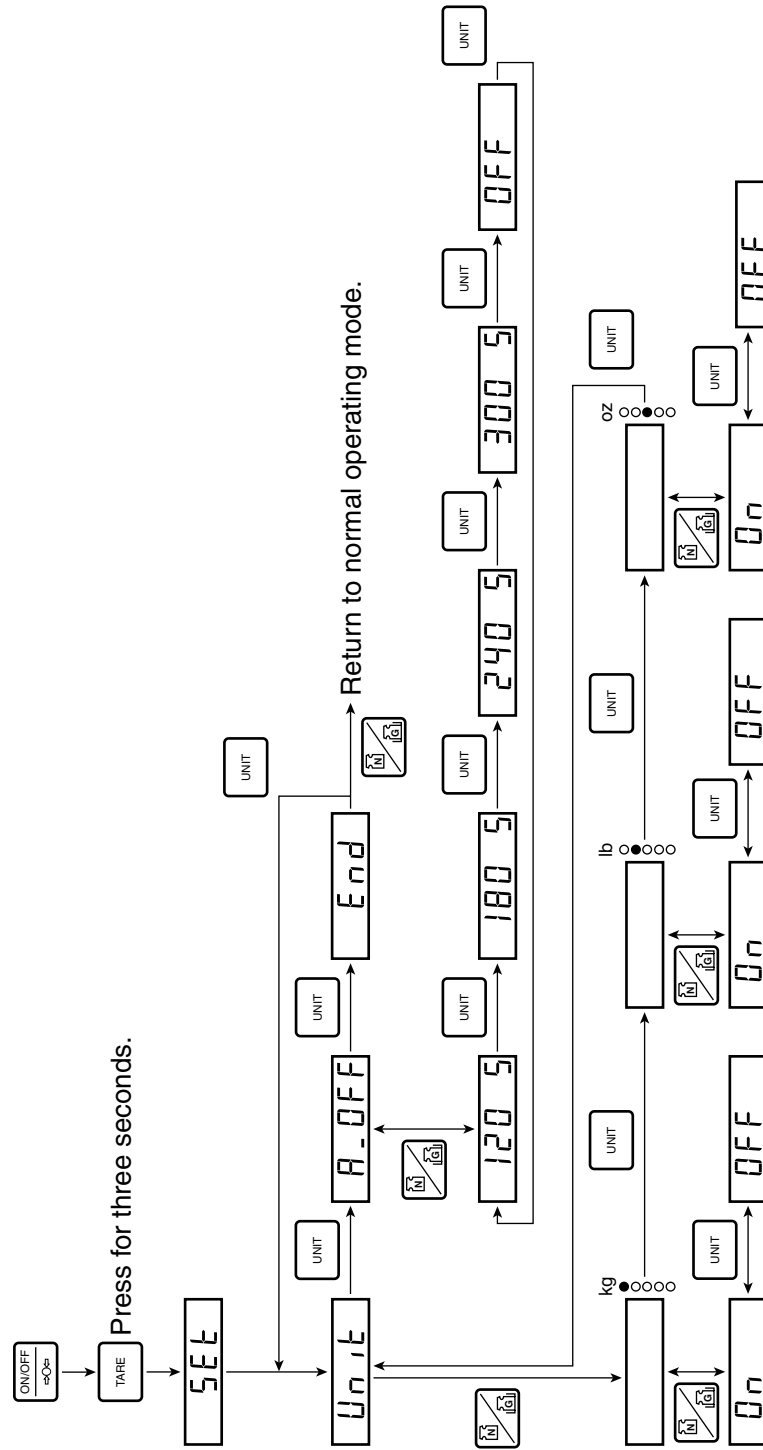 ON/OFF
TARE
Press for three seconds.
SEt
UNIT
UNIT
UNIT
Unit
A_OFF
End
Return to normal operating mode.
N G
N G
UNIT
UNIT
UNIT
UNIT
UNIT
120 S
180 S
240 S
300 S
OFF
N G
UNIT
UNIT
UNIT
kg
lb
oz
N G
UNIT
N G
UNIT
N G
UNIT
On
OFF
On
OFF
On
OFF